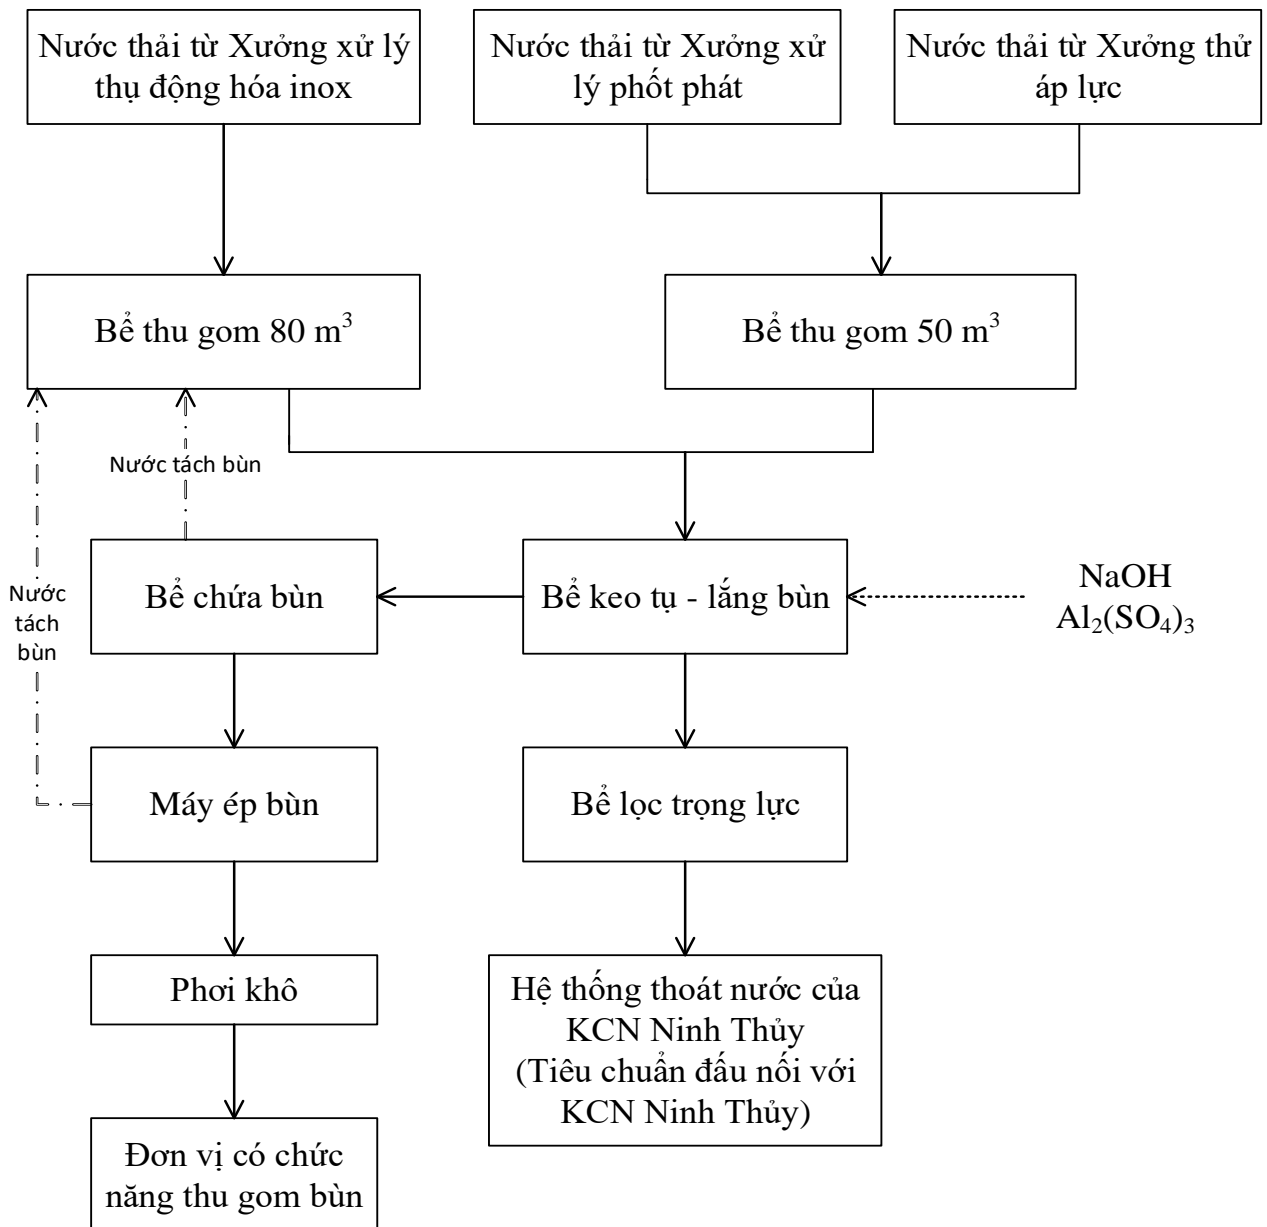 Nước thải từ Xưởng xử lý
thụ động hóa inox
Nước thải từ Xưởng xử
lý phốt phát
Nước thải từ Xưởng thử
áp lực
Bể thu gom 80 m³
Bể thu gom 50 m³
Nước tách bùn
Nước
tách
bùn
Bể chứa bùn
Bể keo tụ - lắng bùn
NaOH
Al₂(SO₄)₃
Máy ép bùn
Bể lọc trọng lực
Phơi khô
Hệ thống thoát nước của
KCN Ninh Thủy
(Tiêu chuẩn đấu nối với
KCN Ninh Thủy)
Đơn vị có chức
năng thu gom bùn